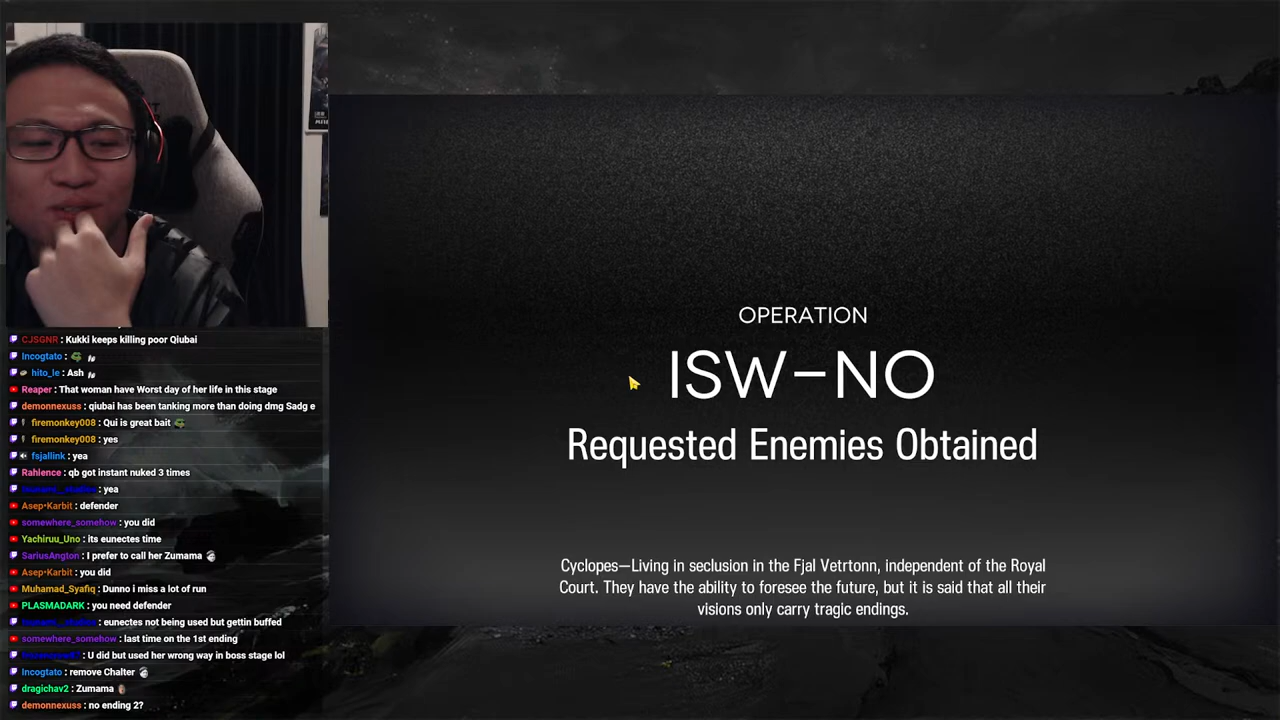 OPERATION
ISW-NO
Requested Enemies Obtained
Cyclopes—Living in seclusion in the Fjal Vetrtonn, independent of the Royal
Court. They have the ability to foresee the future, but it is said that all their
visions only carry tragic endings.
CJSGNR : Kukki keeps killing poor Qiubai
Incogtato :
hito_le : Ash
Reaper : That woman have Worst day of her life in this stage
demonnexuss : qiubai has been tanking more than doing dmg Sadg e
firemonkey008 : Qui is great bait
firemonkey008 : yes
fsjallink : yea
Rahlence : qb got instant nuked 3 times
: yea
Asep•Karbit : defender
somewhere_somehow : you did
Yachiruu_Uno : its eunectes time
SariusAngton : I prefer to call her Zumama
Asep•Karbit : you did
Muhamad_Syafiq : Dunno i miss a lot of run
PLASMADARK : you need defender
: eunectes not being used but gettin buffed
somewhere_somehow : last time on the 1st ending
: U did but used her wrong way in boss stage lol
Incogtato : remove Chalter
dragichav2 : Zumama
demonnexuss : no ending 2?